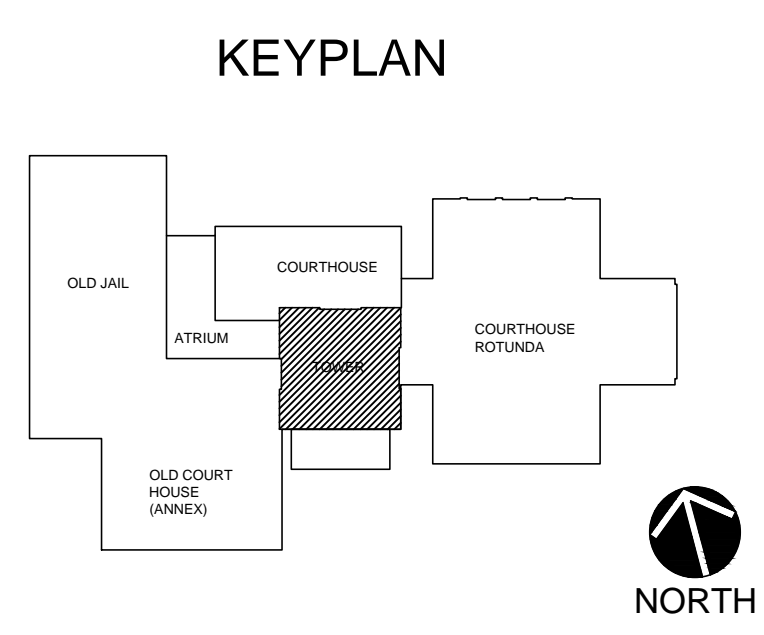 KEYPLAN
OLD JAIL
COURTHOUSE
ATRIUM
TOWER
COURTHOUSE
ROTUNDA
OLD COURT
HOUSE
(ANNEX)
NORTH